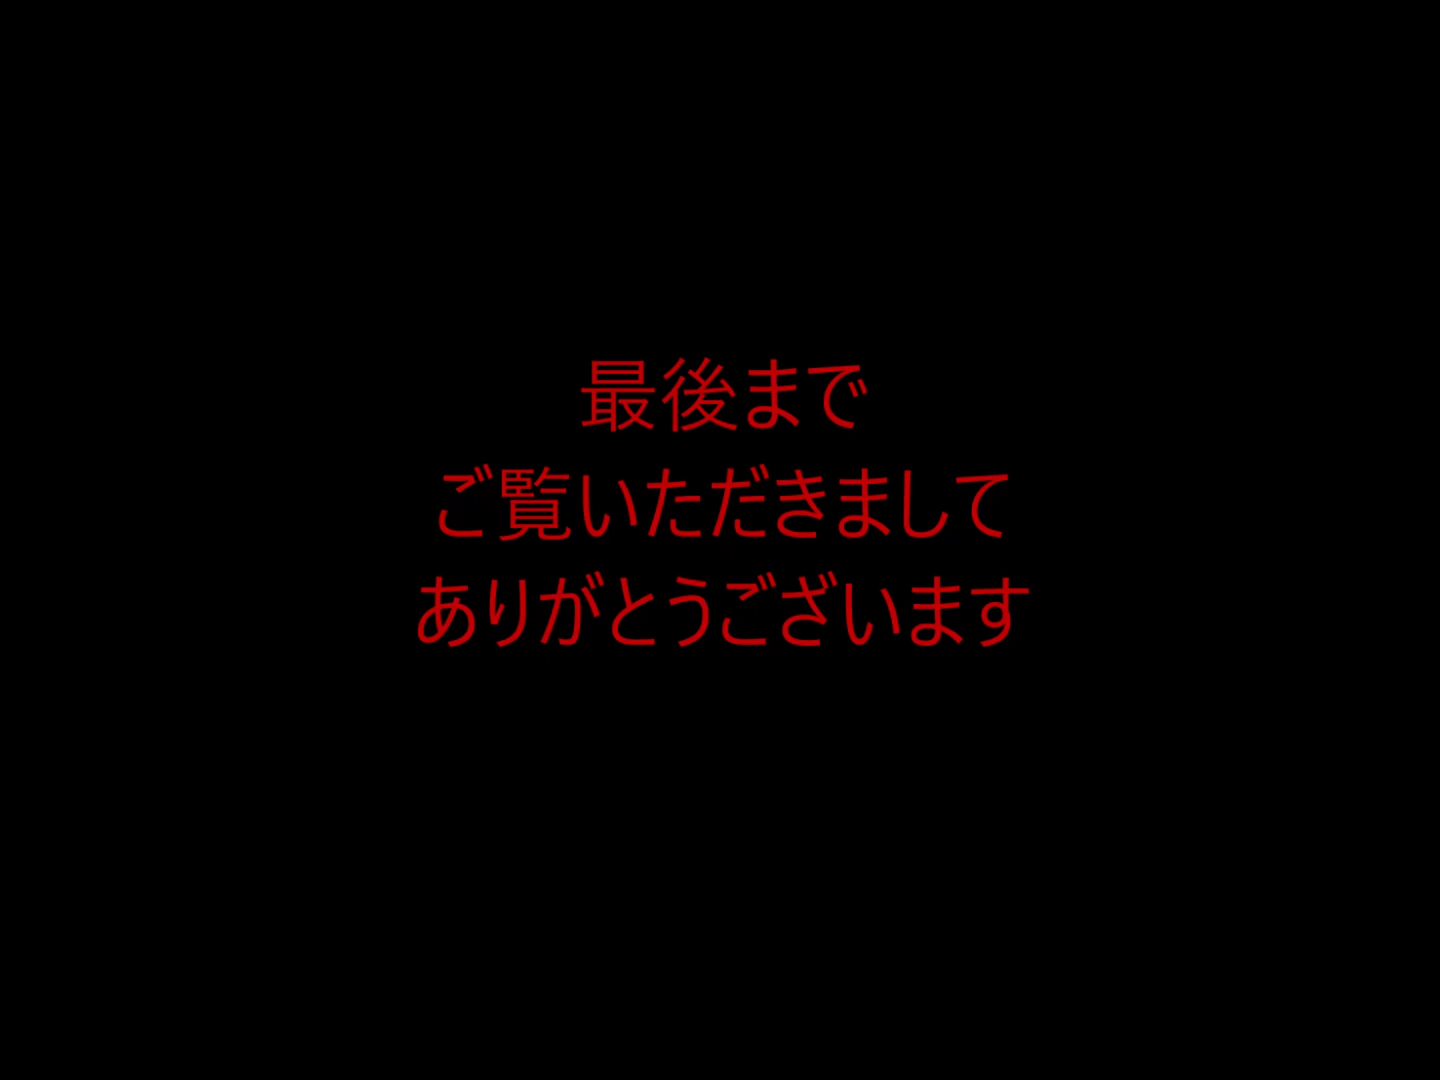 最後まで
ご覧いただきまして
ありがとうございます